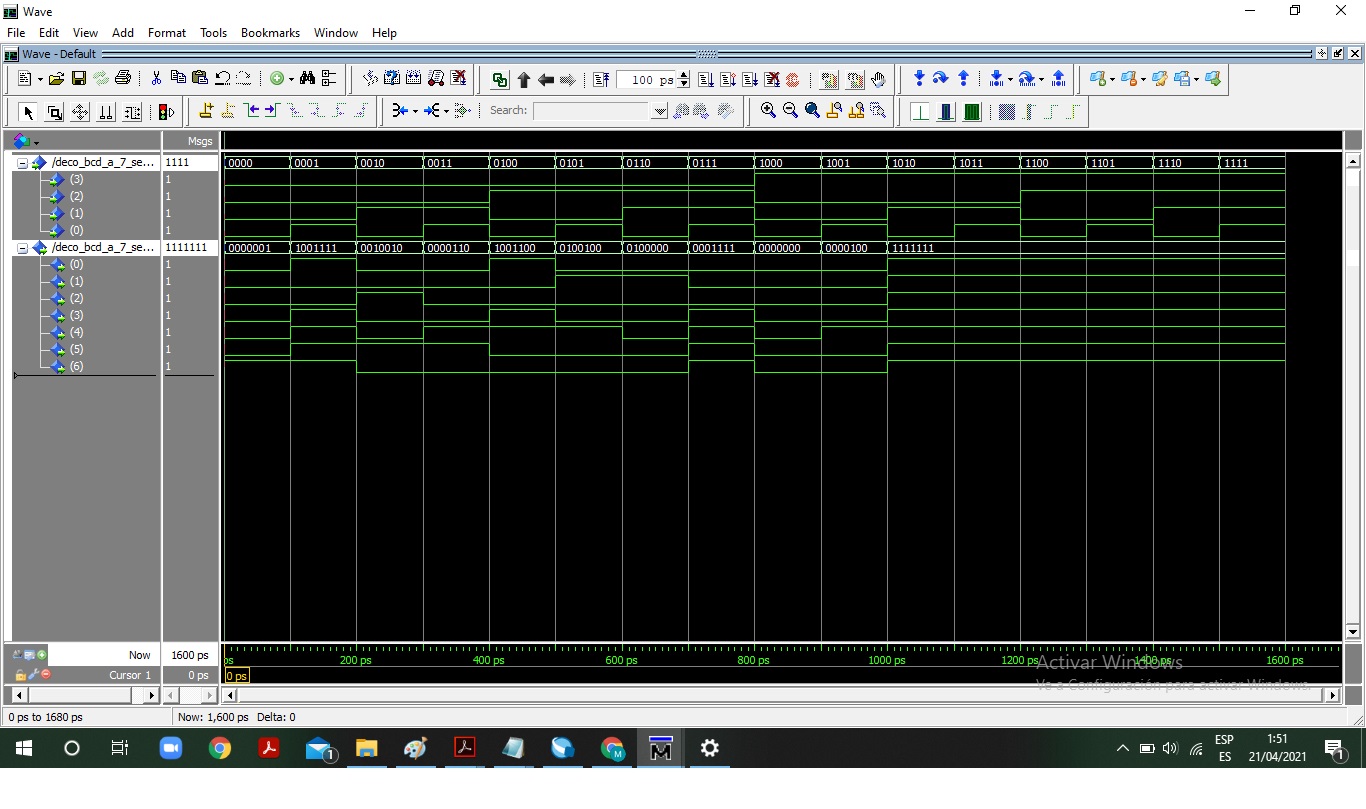 Wave
File Edit View Add Format Tools Bookmarks Window Help
Wave - Default
100 ps
Search:
Msgs
/deco_bcd_a_7_se... 1111 0000 0001 0010 0011 0100 0101 0110 0111 1000 1001 1010 1011 1100 1101 1110 1111
(3) 1
(2) 1
(1) 1
(0) 1
/deco_bcd_a_7_se... 1111111 0000001 1001111 0010010 0000110 1001100 0100100 0100000 0001111 0000000 0000100 1111111
(0) 1
(1) 1
(2) 1
(3) 1
(4) 1
(5) 1
(6) 1
Now 1600 ps ps 200 ps 400 ps 600 ps 800 ps 1000 ps 1200 ps 1400 ps 1600 ps
Cursor 1 0 ps 0 ps
Activar Windows
Ve a Configuración para activar Windows.
0 ps to 1680 ps Now: 1,600 ps Delta: 0
1 M M ESP 1:51
ES 21/04/2021 1